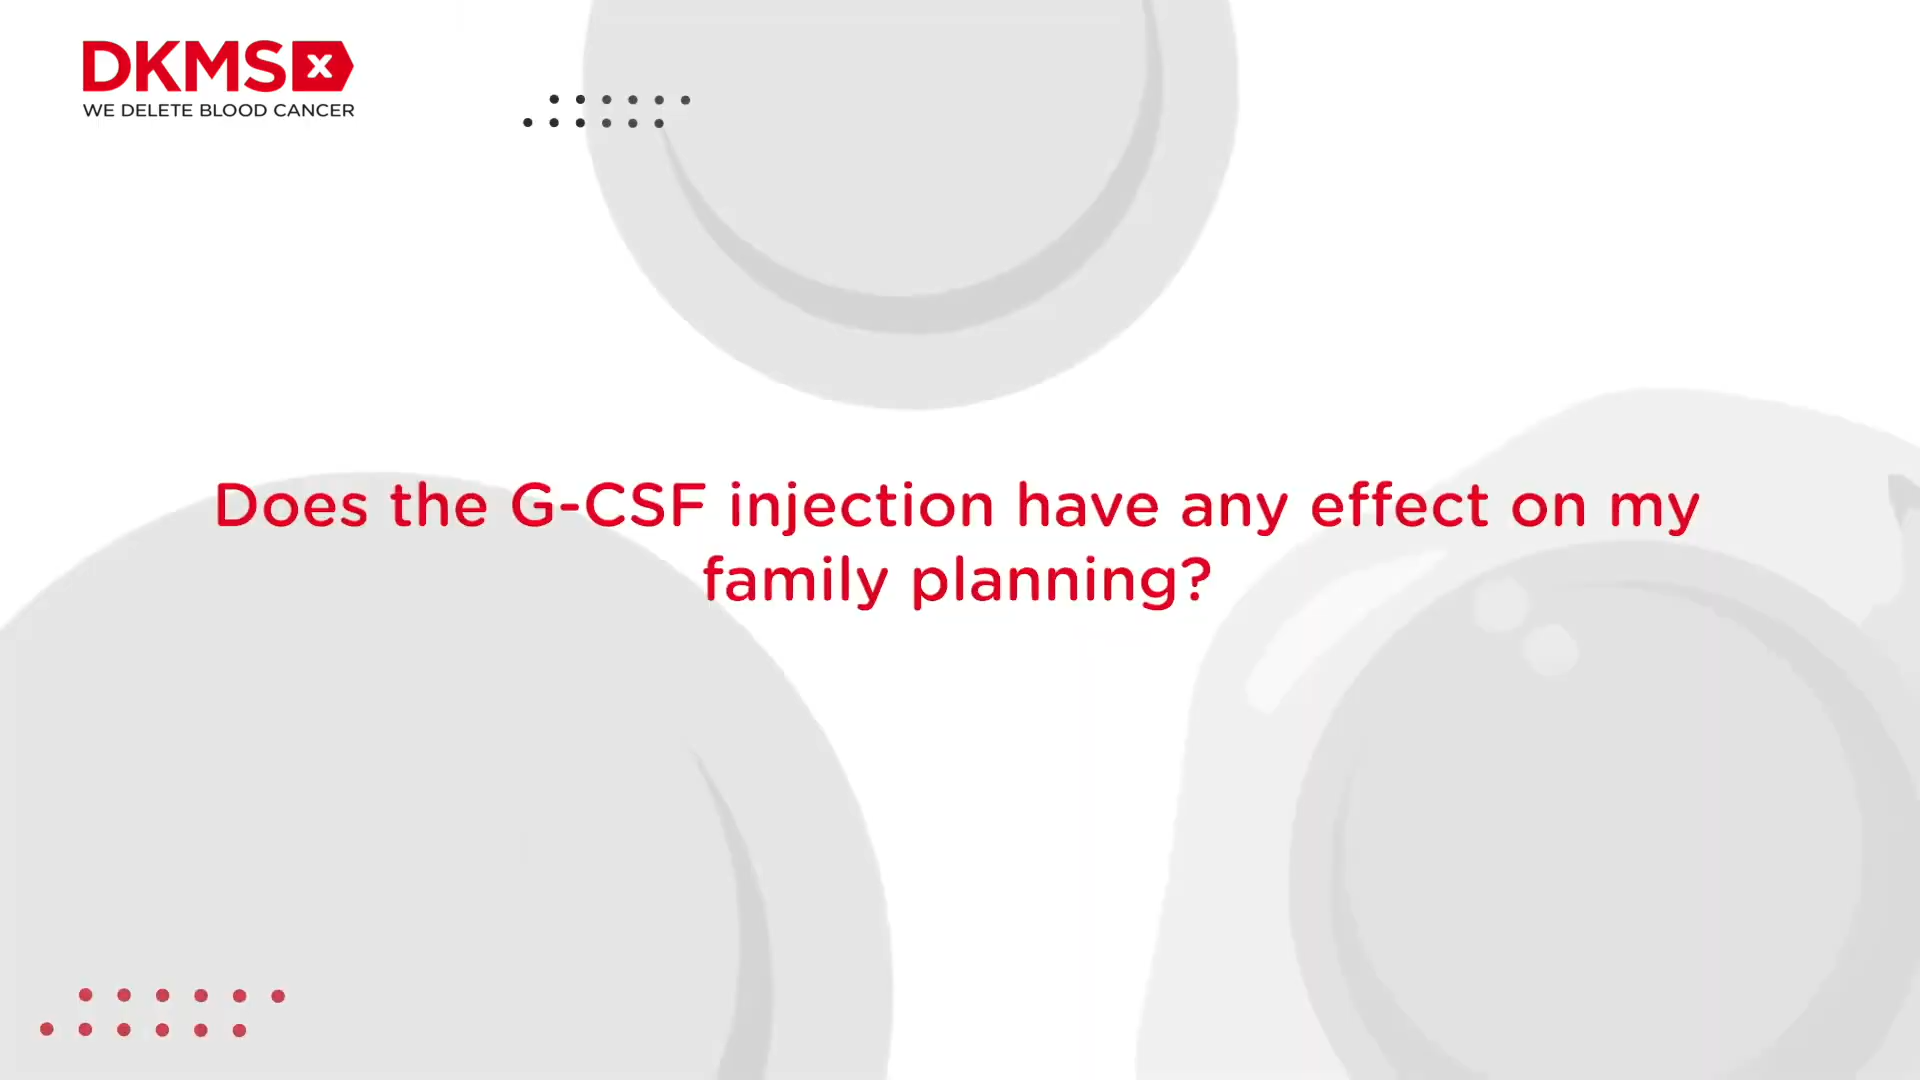 DKMS x
WE DELETE BLOOD CANCER
Does the G-CSF injection have any effect on my
family planning?